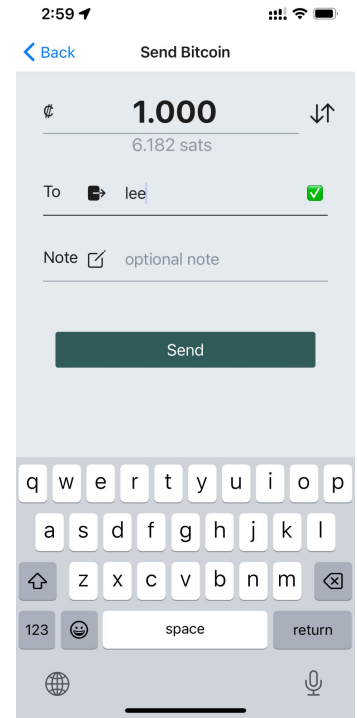 2:59
Back Send Bitcoin
₡ 1.000
6.182 sats
To lee
Note optional note
Send
q w e r t y u i o p
a s d f g h j k l
z x c v b n m
123 space return